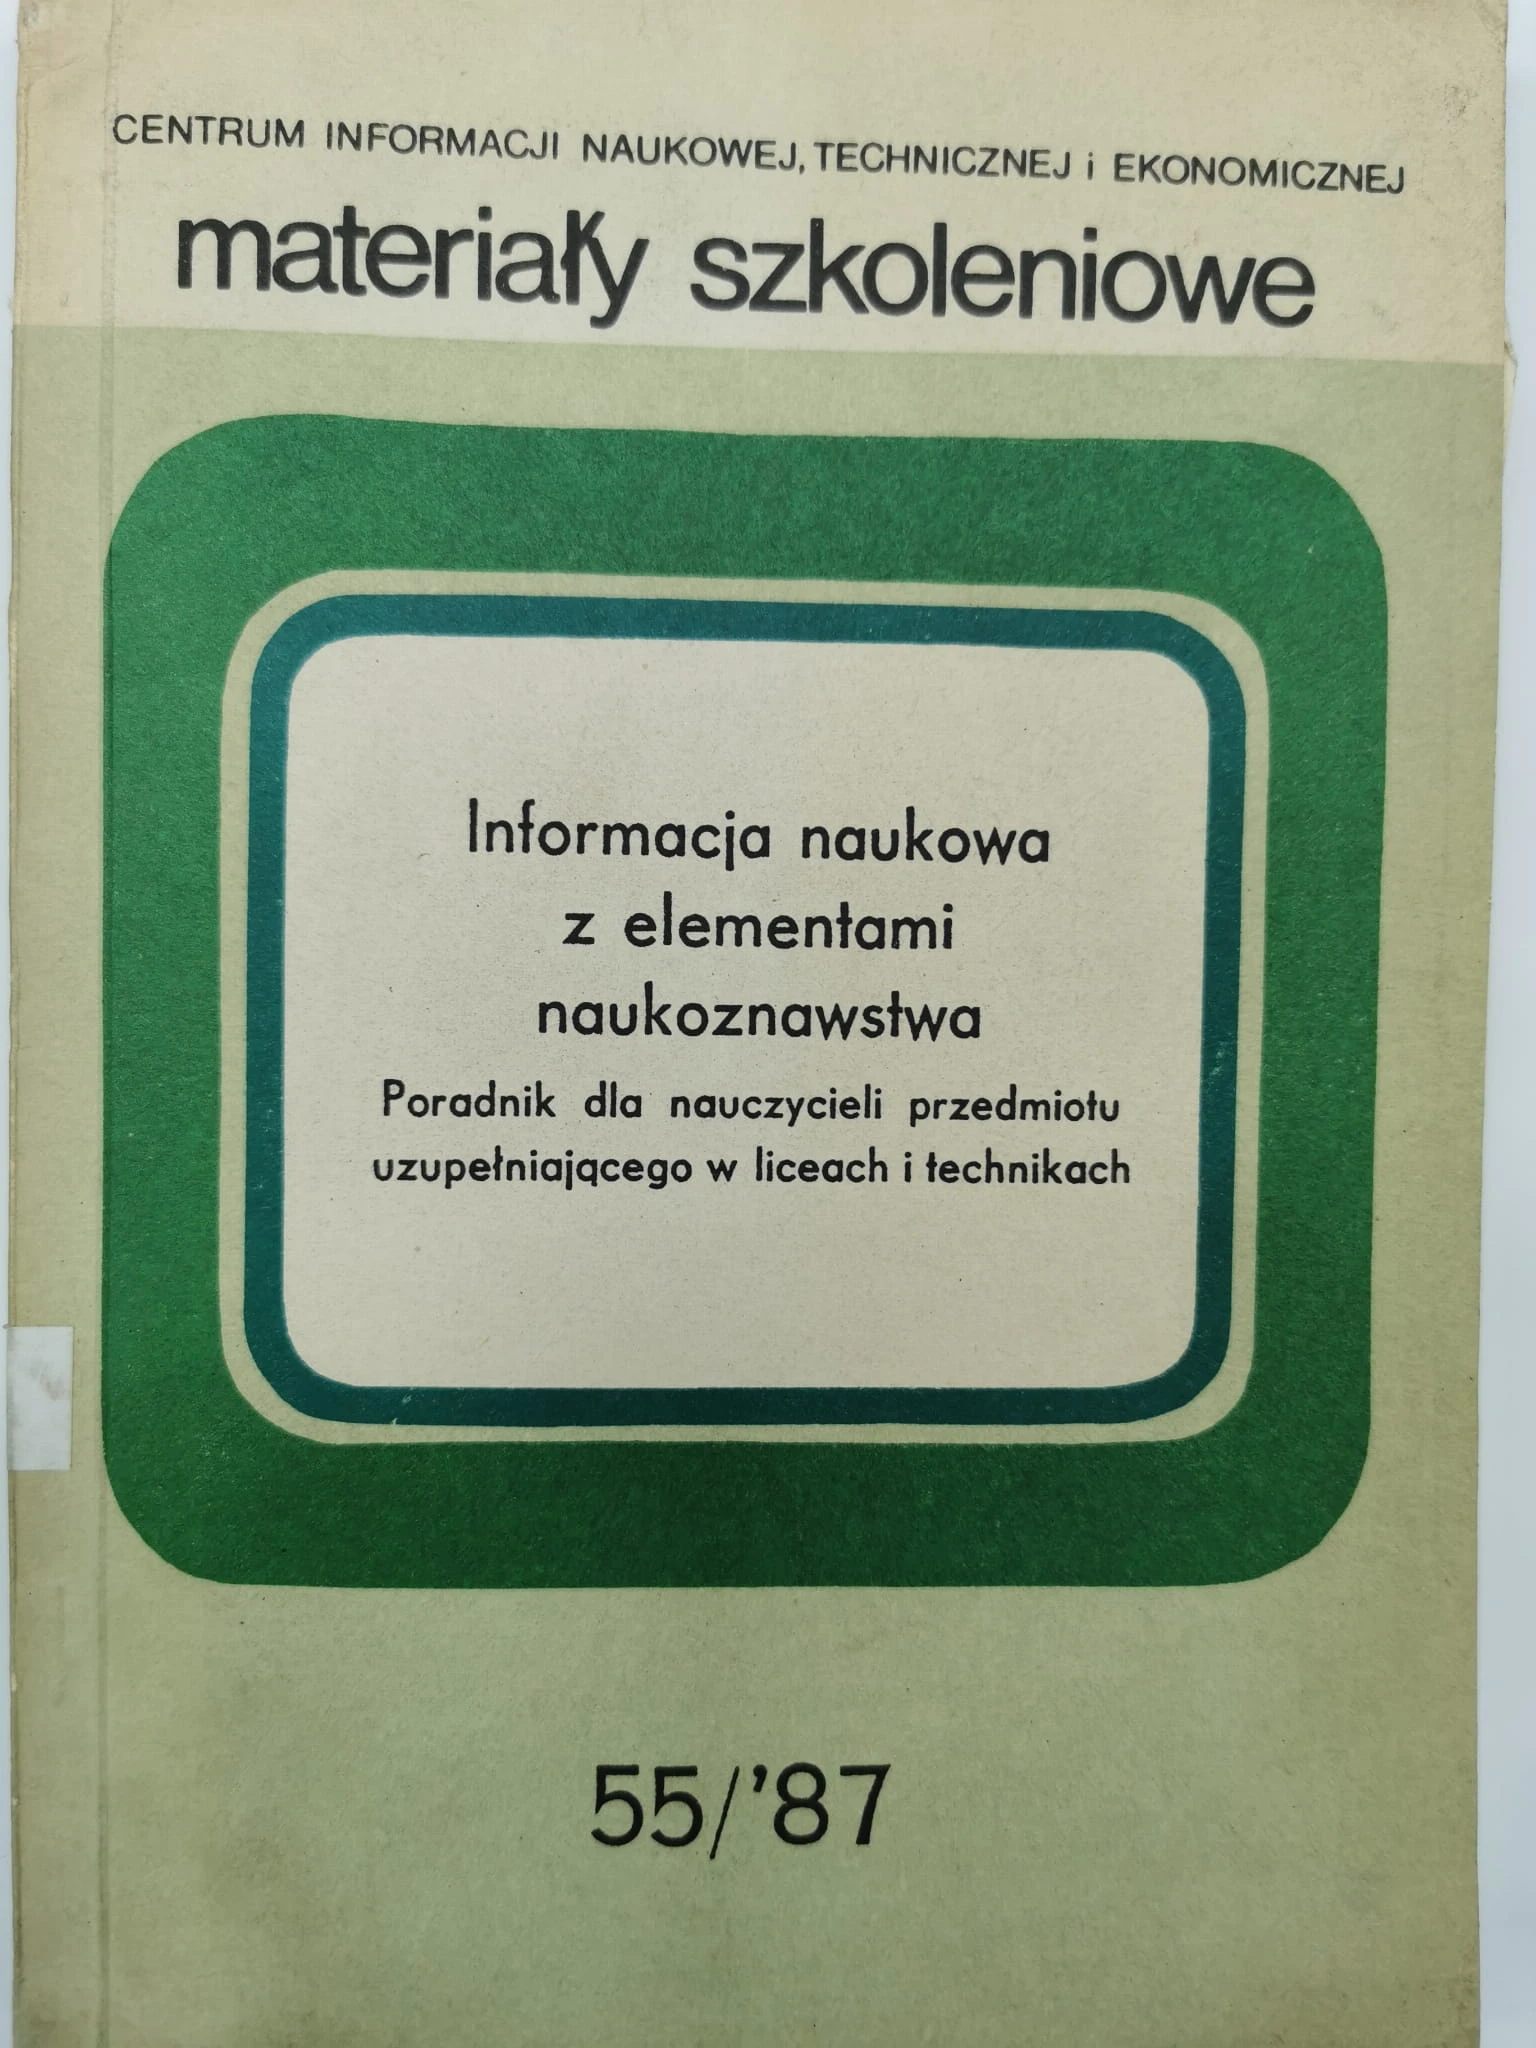 CENTRUM INFORMACJI NAUKOWEJ, TECHNICZNEJ i EKONOMICZNEJ
materiały szkoleniowe
Informacja naukowa
z elementami
naukoznawstwa
Poradnik dla nauczycieli przedmiotu
uzupełniającego w liceach i technikach
55/'87